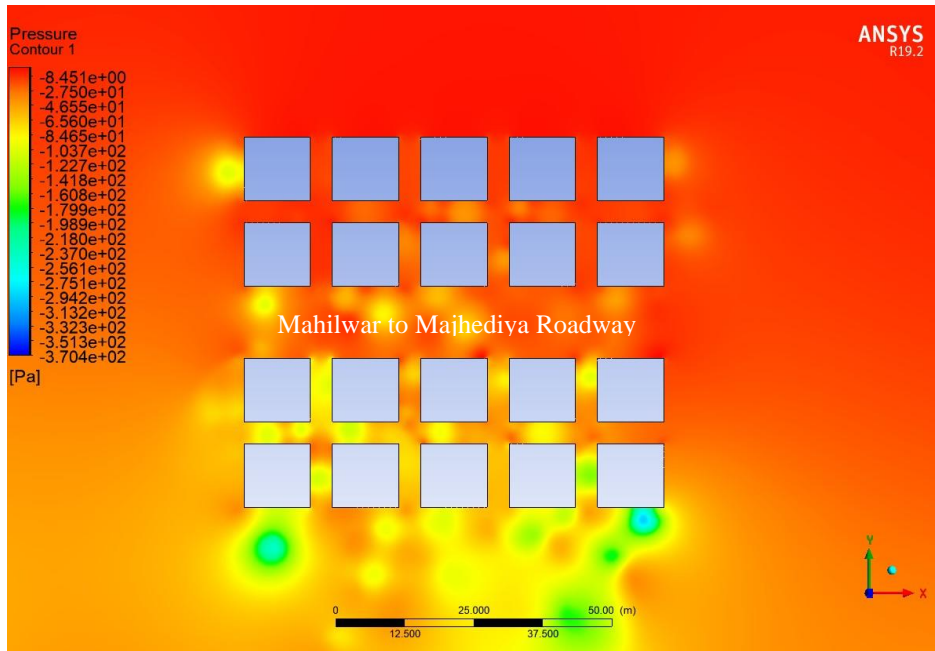 Pressure
Contour 1
-8.451e+00
-2.750e+01
-4.655e+01
-6.560e+01
-8.465e+01
-1.037e+02
-1.227e+02
-1.418e+02
-1.608e+02
-1.799e+02
-1.989e+02
-2.180e+02
-2.370e+02
-2.561e+02
-2.751e+02
-2.942e+02
-3.132e+02
-3.323e+02
-3.513e+02
-3.704e+02
[Pa]
ANSYS
R19.2
Mahilwar to Majhediya Roadway
0 25.000 50.00 (m)
12.500 37.500
Y
X